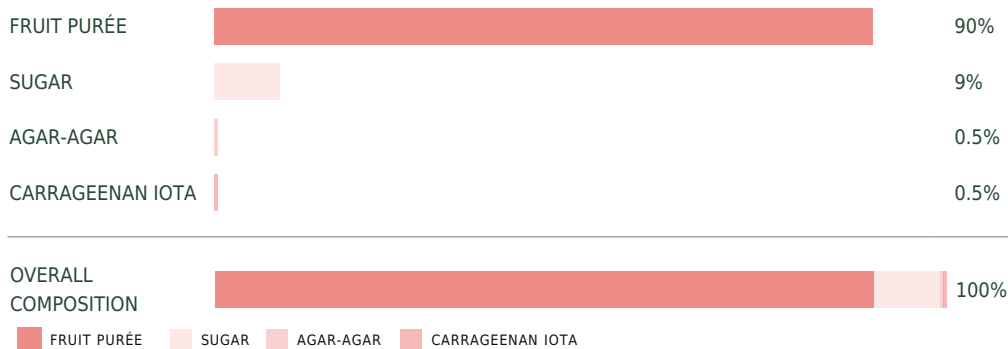 FRUIT PURÉE 90%
SUGAR 9%
AGAR-AGAR 0.5%
CARRAGEENAN IOTA 0.5%
OVERALL
COMPOSITION 100%
FRUIT PURÉE SUGAR AGAR-AGAR CARRAGEENAN IOTA